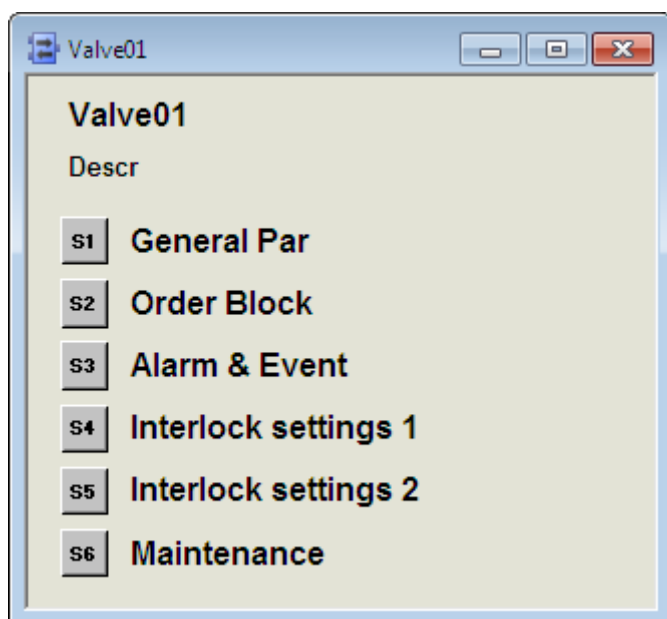 Valve01
Valve01
Descr
S1 General Par
S2 Order Block
S3 Alarm & Event
S4 Interlock settings 1
S5 Interlock settings 2
S6 Maintenance